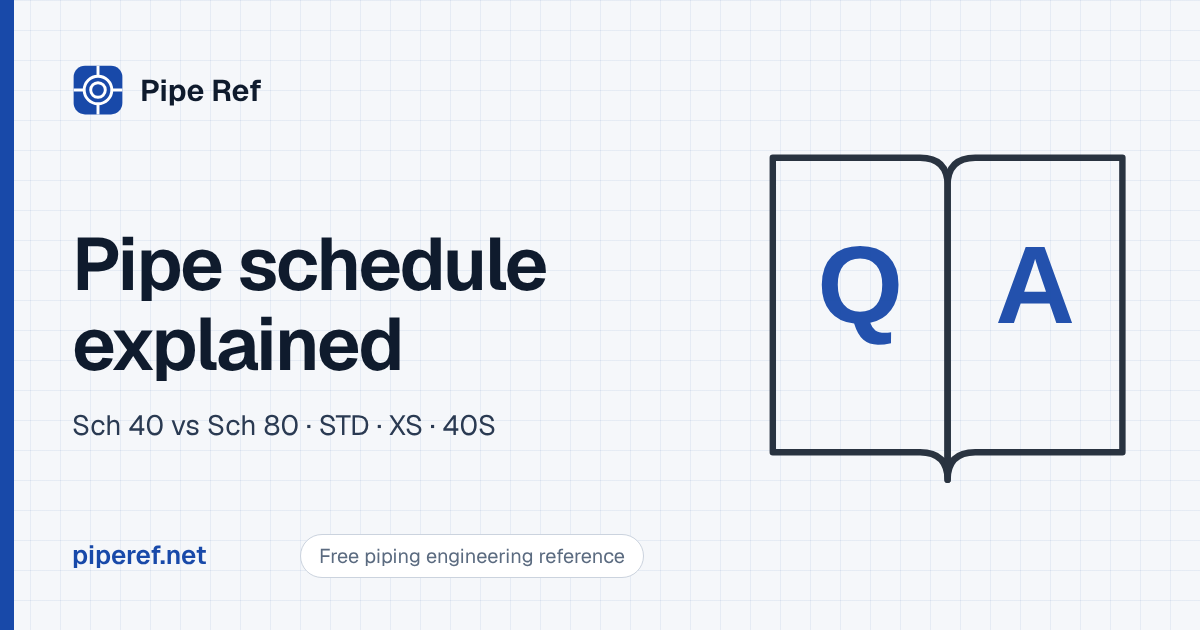 Pipe Ref
Pipe schedule
explained
Sch 40 vs Sch 80 · STD · XS · 40S
Q A
piperef.net
Free piping engineering reference